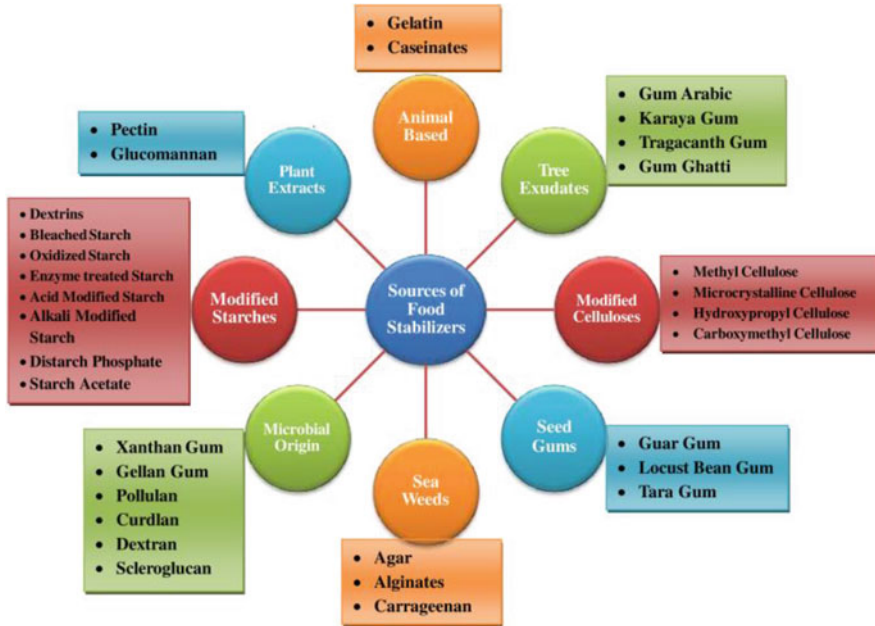 • Gelatin
• Caseinates
Animal
Based
• Gum Arabic
• Karaya Gum
• Tragacanth Gum
• Gum Ghatti
Tree
Exudates
• Methyl Cellulose
• Microcrystalline Cellulose
• Hydroxypropyl Cellulose
• Carboxymethyl Cellulose
Modified
Celluloses
• Guar Gum
• Locust Bean Gum
• Tara Gum
Seed
Gums
Sea
Weeds
• Agar
• Alginates
• Carrageenan
Microbial
Origin
• Xanthan Gum
• Gellan Gum
• Pollulan
• Curdlan
• Dextran
• Scleroglucan
Modified
Starches
• Dextrins
• Bleached Starch
• Oxidized Starch
• Enzyme treated Starch
• Acid Modified Starch
• Alkali Modified
Starch
• Distarch Phosphate
• Starch Acetate
Plant
Extracts
• Pectin
• Glucomannan
Sources of
Food
Stabilizers